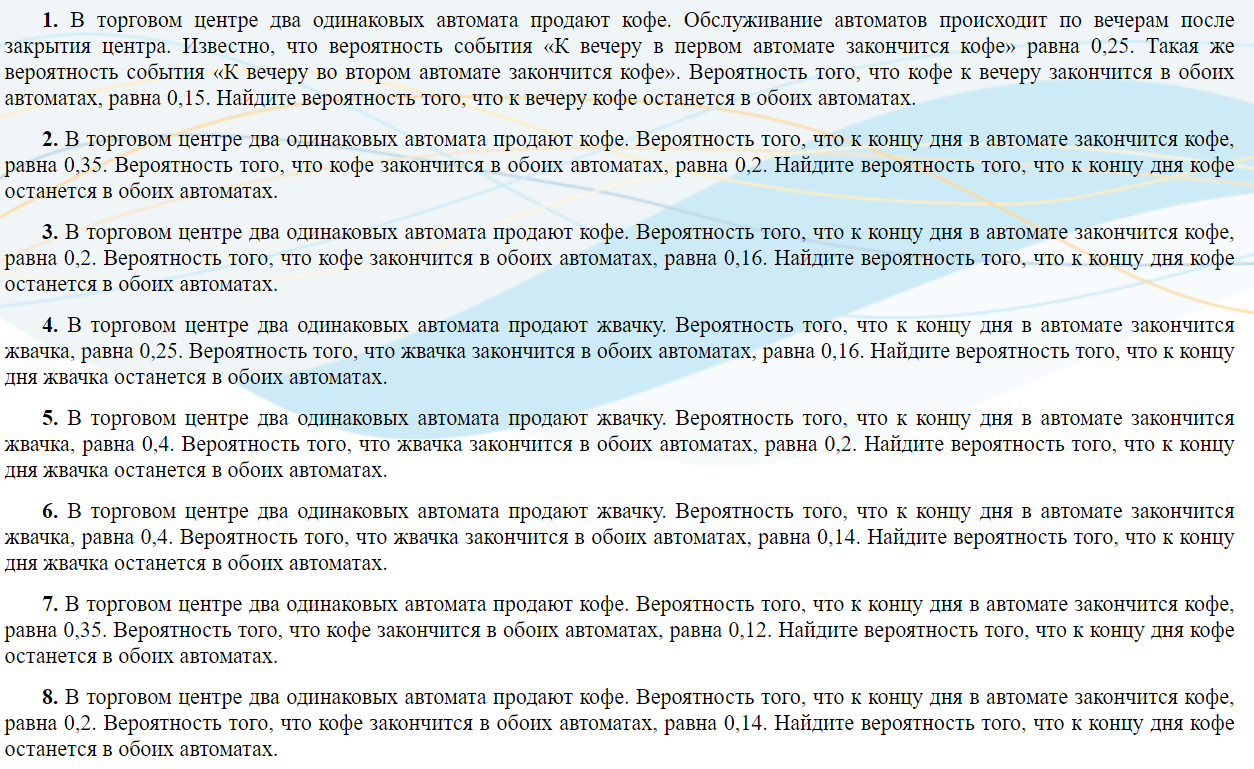 1. В торговом центре два одинаковых автомата продают кофе. Обслуживание автоматов происходит по вечерам после
закрытия центра. Известно, что вероятность события «К вечеру в первом автомате закончится кофе» равна 0,25. Такая же
вероятность события «К вечеру во втором автомате закончится кофе». Вероятность того, что кофе к вечеру закончится в обоих
автоматах, равна 0,15. Найдите вероятность того, что к вечеру кофе останется в обоих автоматах.
2. В торговом центре два одинаковых автомата продают кофе. Вероятность того, что к концу дня в автомате закончится кофе,
равна 0,35. Вероятность того, что кофе закончится в обоих автоматах, равна 0,2. Найдите вероятность того, что к концу дня кофе
останется в обоих автоматах.
3. В торговом центре два одинаковых автомата продают кофе. Вероятность того, что к концу дня в автомате закончится кофе,
равна 0,2. Вероятность того, что кофе закончится в обоих автоматах, равна 0,16. Найдите вероятность того, что к концу дня кофе
останется в обоих автоматах.
4. В торговом центре два одинаковых автомата продают жвачку. Вероятность того, что к концу дня в автомате закончится
жвачка, равна 0,25. Вероятность того, что жвачка закончится в обоих автоматах, равна 0,16. Найдите вероятность того, что к концу
дня жвачка останется в обоих автоматах.
5. В торговом центре два одинаковых автомата продают жвачку. Вероятность того, что к концу дня в автомате закончится
жвачка, равна 0,4. Вероятность того, что жвачка закончится в обоих автоматах, равна 0,2. Найдите вероятность того, что к концу
дня жвачка останется в обоих автоматах.
6. В торговом центре два одинаковых автомата продают жвачку. Вероятность того, что к концу дня в автомате закончится
жвачка, равна 0,4. Вероятность того, что жвачка закончится в обоих автоматах, равна 0,14. Найдите вероятность того, что к концу
дня жвачка останется в обоих автоматах.
7. В торговом центре два одинаковых автомата продают кофе. Вероятность того, что к концу дня в автомате закончится кофе,
равна 0,35. Вероятность того, что кофе закончится в обоих автоматах, равна 0,12. Найдите вероятность того, что к концу дня кофе
останется в обоих автоматах.
8. В торговом центре два одинаковых автомата продают кофе. Вероятность того, что к концу дня в автомате закончится кофе,
равна 0,2. Вероятность того, что кофе закончится в обоих автоматах, равна 0,14. Найдите вероятность того, что к концу дня кофе
останется в обоих автоматах.